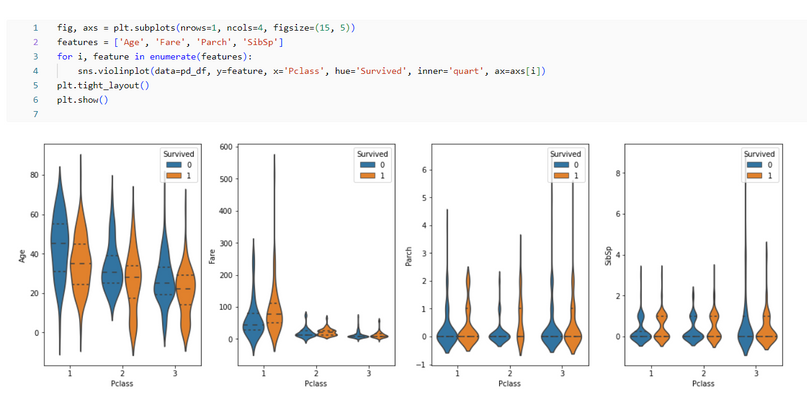 1 fig, axs = plt.subplots(nrows=1, ncols=4, figsize=(15, 5))
2 features = ['Age', 'Fare', 'Parch', 'SibSp']
3 for i, feature in enumerate(features):
4 sns.violinplot(data=pd_df, y=feature, x='Pclass', hue='Survived', inner='quart', ax=axs[i])
5 plt.tight_layout()
6 plt.show()
7
Survived
0
1
80
60
40
20
0
Age
1 2 3
Pclass
Survived
0
1
600
500
400
300
200
100
0
Fare
1 2 3
Pclass
Survived
0
1
6
5
4
3
2
1
0
−1
Parch
1 2 3
Pclass
Survived
0
1
8
6
4
2
0
SibSp
1 2 3
Pclass